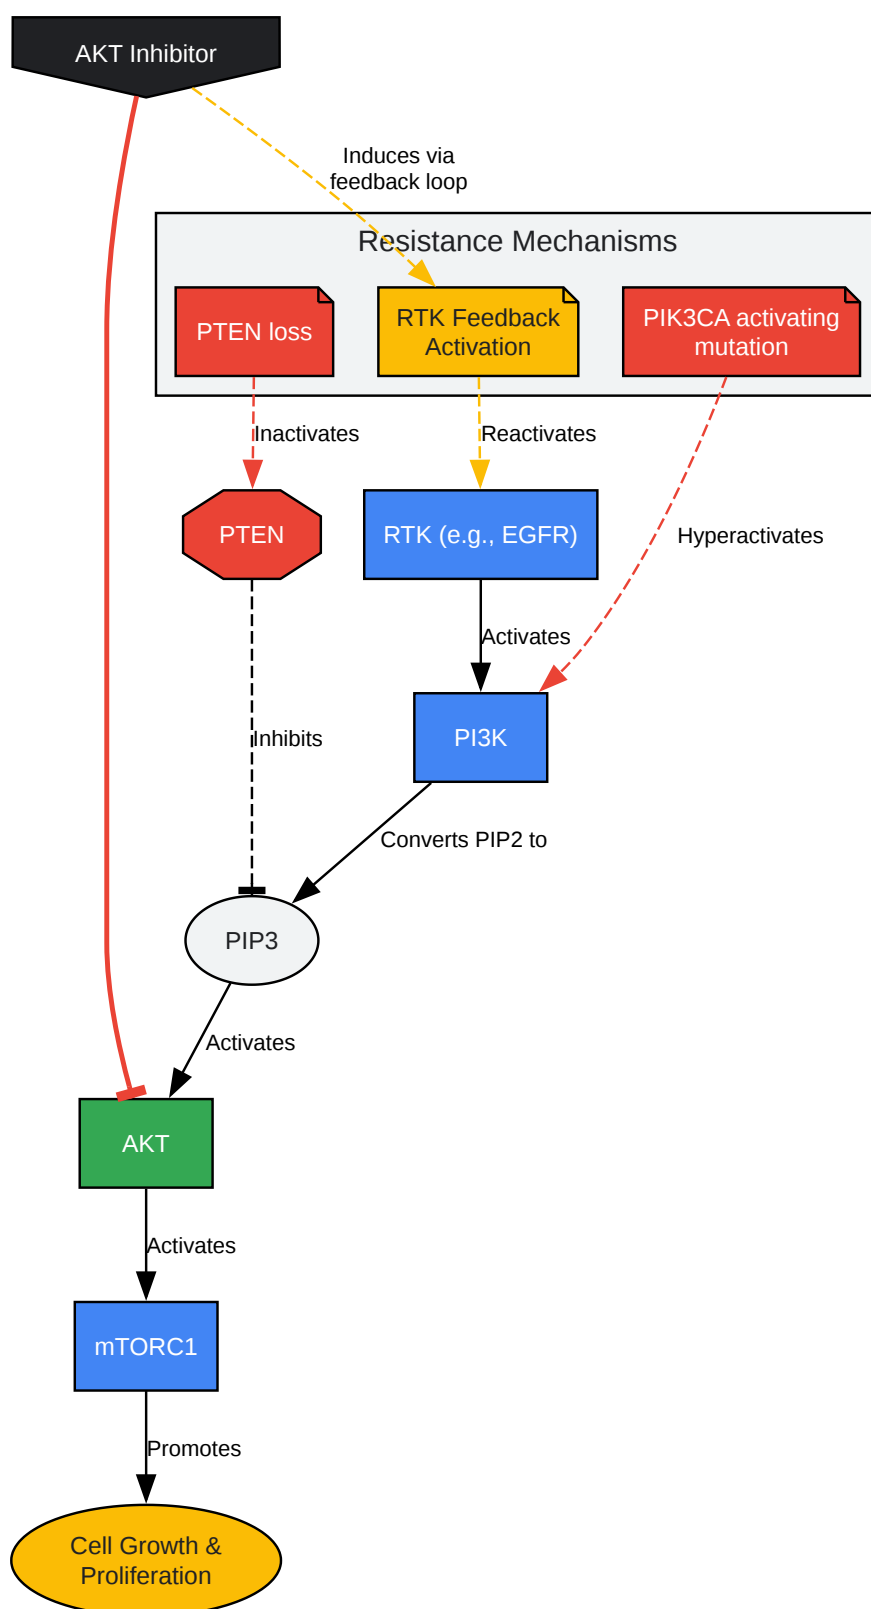 AKT Inhibitor
Induces via
feedback loop
Resistance Mechanisms
PTEN loss
RTK Feedback
Activation
PIK3CA activating
mutation
Inactivates
Reactivates
PTEN
RTK (e.g., EGFR)
Hyperactivates
Activates
Inhibits
PI3K
Converts PIP2 to
PIP3
Activates
AKT
Activates
mTORC1
Promotes
Cell Growth &
Proliferation